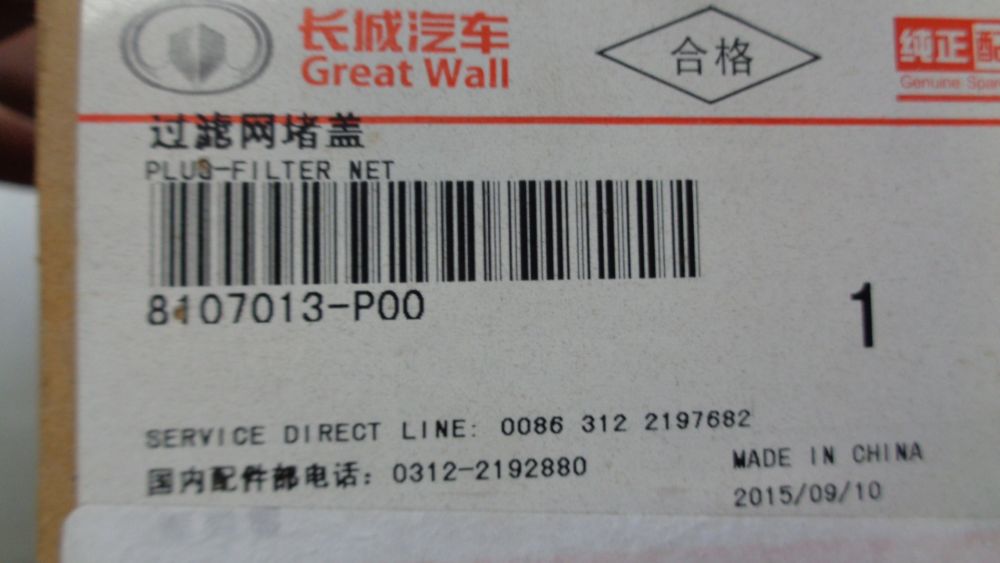 长城汽车
Great Wall
合格
纯正配
Genuine
过滤网堵盖
PLUG-FILTER NET
8107013-P00
1
SERVICE DIRECT LINE: 0086 312 2197682
国内配件部电话: 0312-2192880
MADE IN CHINA
2015/09/10